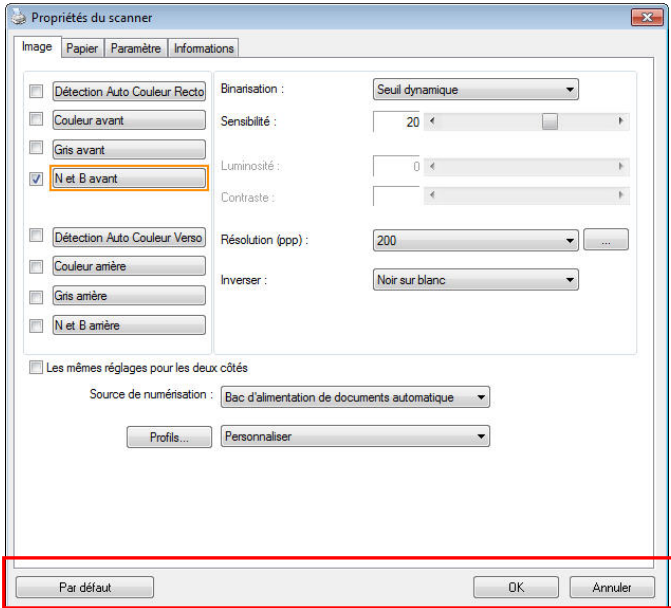 Propriétés du scanner
Image Papier Paramètre Informations
Détection Auto Couleur Recto
Couleur avant
Gris avant
N et B avant
Détection Auto Couleur Verso
Couleur arrière
Gris arrière
N et B arrière
Binarisation : Seuil dynamique
Sensibilité : 20
Luminosité : 0
Contraste :
Résolution (ppp) : 200 ...
Inverser : Noir sur blanc
Les mêmes réglages pour les deux côtés
Source de numérisation : Bac d'alimentation de documents automatique
Profils... Personnaliser
Par défaut OK Annuler